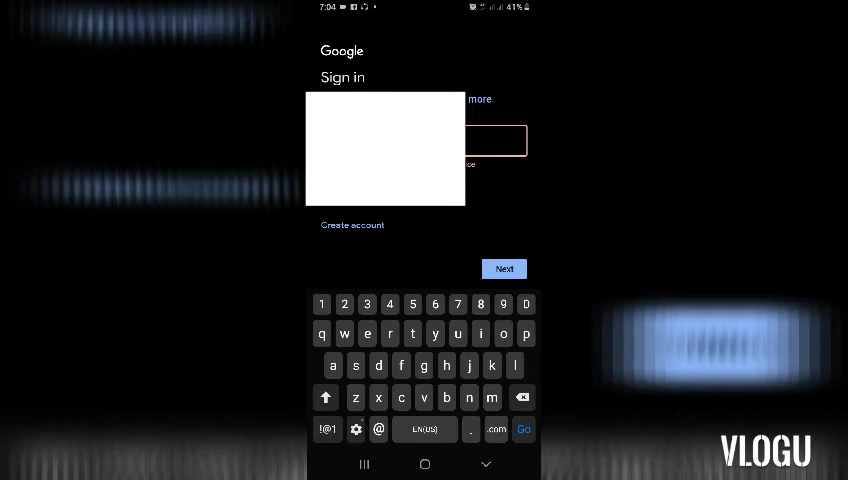 7:04 41%
Google
Sign in
more
ice
Create account
Next
1 2 3 4 5 6 7 8 9 0
q w e r t y u i o p
a s d f g h j k l
z x c v b n m
!@1 @ EN(US) . .com Go
VLOGU